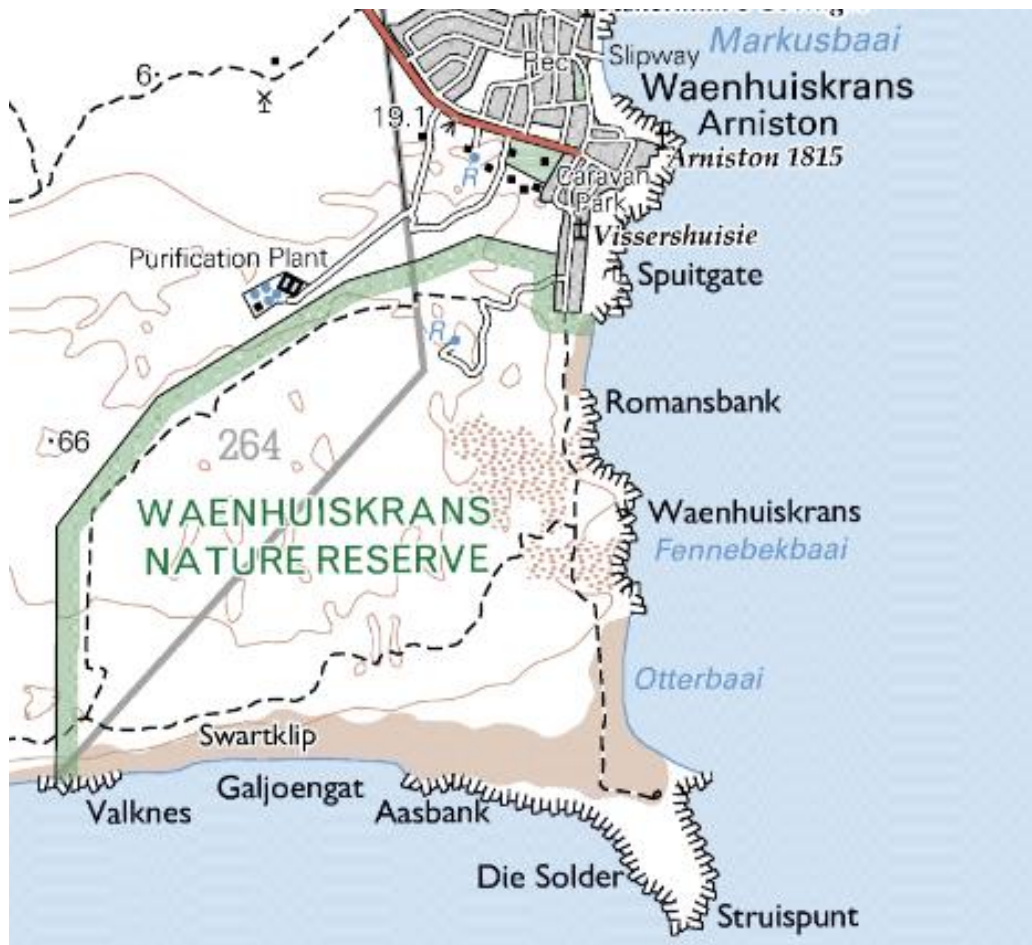 Markusbaai
Slipway
Rec
6
Waenhuiskrans
Arniston
19.1
Arniston 1815
R
Caravan
Park
Vissershuisie
Purification Plant
Spuitgate
R
Romansbank
66
264
WAENHUISKRANS
NATURE RESERVE
Waenhuiskrans
Fennebekbaai
Otterbaai
Swartklip
Galjoengat
Valknes
Aasbank
Die Solder
Struispunt